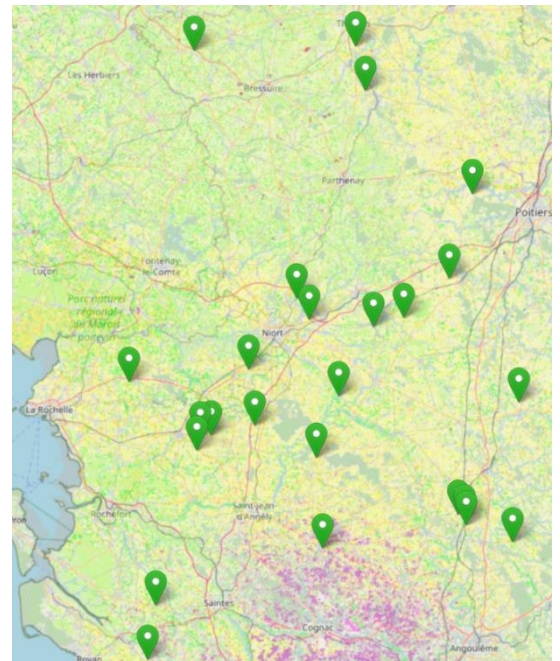 Th
Les Herbiers
Bressuire
Parthenay
Poitiers
Fontenay-
le-Comte
Luçon
Parc naturel
régional
du Marais
poitevin
Niort
La Rochelle
Saint-Jean-
d'Angély
Rochefort
Saintes
Cognac
Angoulême
Royan